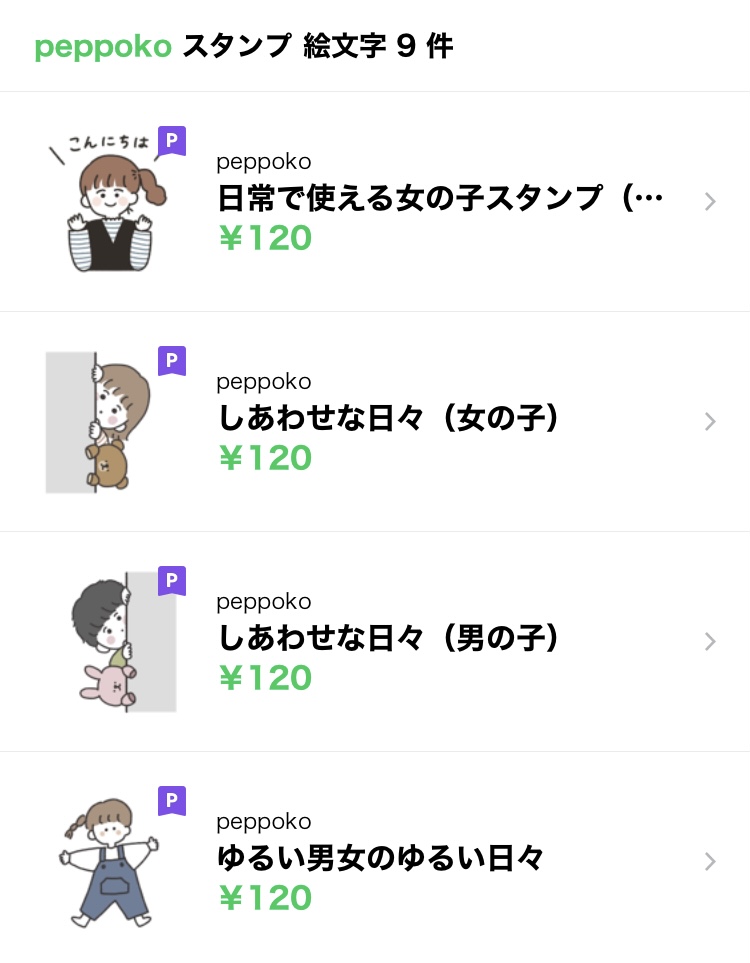 peppoko スタンプ 絵文字 9 件
こんにちは
P
peppoko
日常で使える女の子スタンプ（…
￥120
P
peppoko
しあわせな日々（女の子）
￥120
P
peppoko
しあわせな日々（男の子）
￥120
P
peppoko
ゆるい男女のゆるい日々
￥120